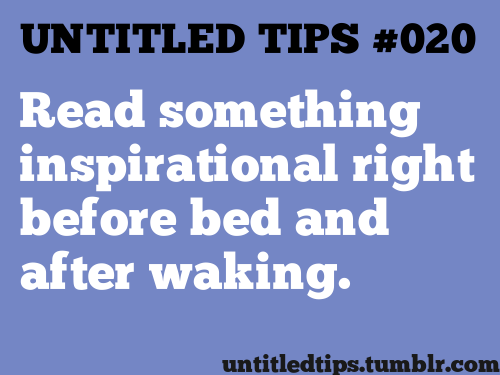 UNTITLED TIPS #020
Read something
inspirational right
before bed and
after waking.
untitledtips.tumblr.com